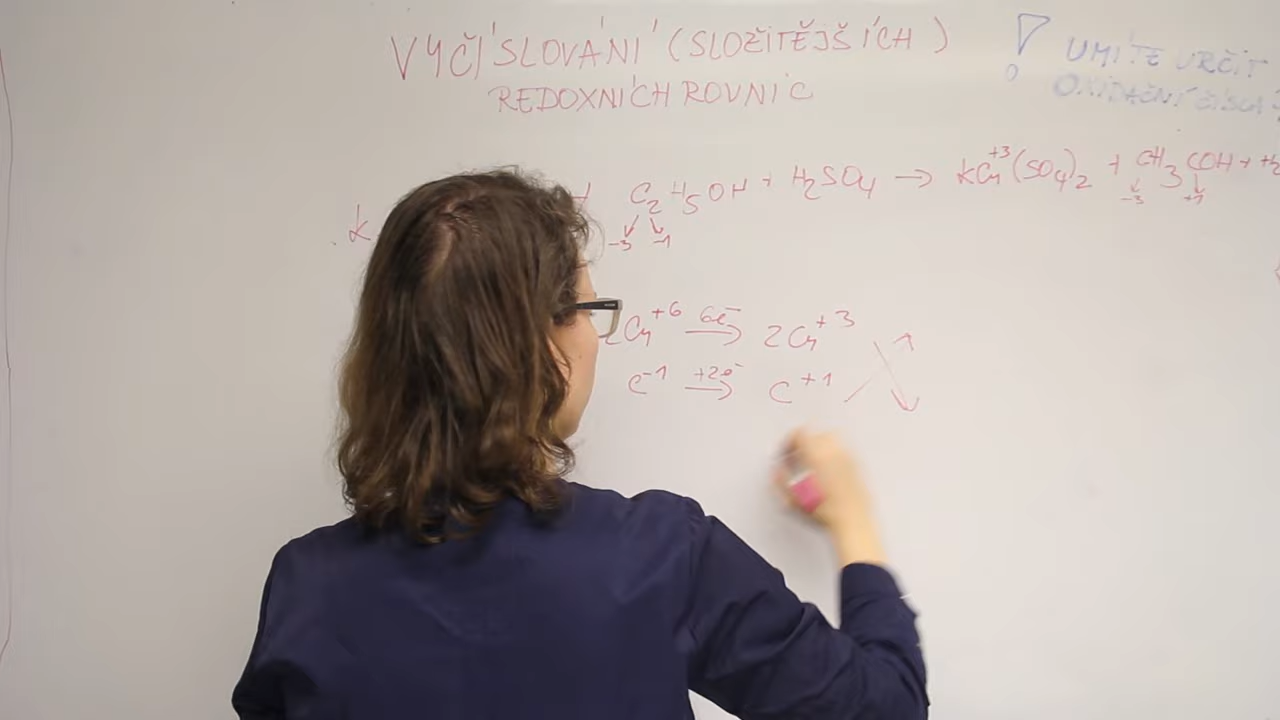 VYČÍSLOVÁNÍ (SLOŽITĚJŠÍCH)
REDOXNÍCH ROVNIC
! UMÍTE URČIT
OXIDAČNÍ ČÍSLA?
K + C2H5OH + H2SO4 → KCr+3(SO4)2 + CH3COH + H2
-3 -1 -3 +1
2Cr+6 6e- → 2Cr+3
C-1 +2e- → C+1